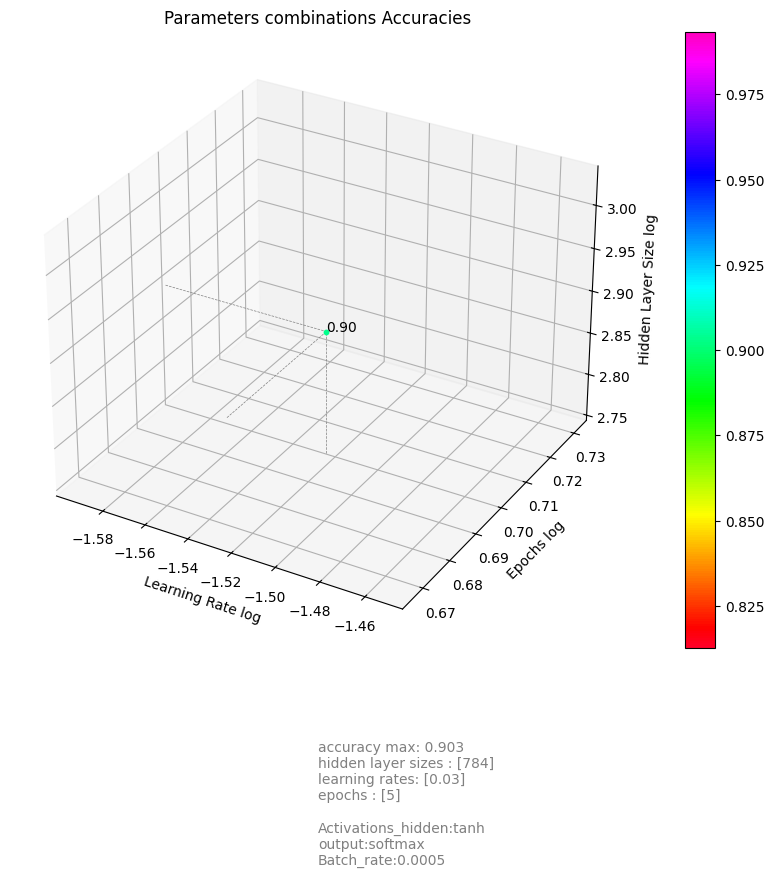 Parameters combinations Accuracies
0.90
3.00
2.95
2.90
2.85
2.80
2.75
Hidden Layer Size log
0.73
0.72
0.71
0.70
0.69
0.68
0.67
Epochs log
−1.58
−1.56
−1.54
−1.52
−1.50
−1.48
−1.46
Learning Rate log
0.975
0.950
0.925
0.900
0.875
0.850
0.825
accuracy max: 0.903
hidden layer sizes : [784]
learning rates: [0.03]
epochs : [5]
Activations_hidden:tanh
output:softmax
Batch_rate:0.0005